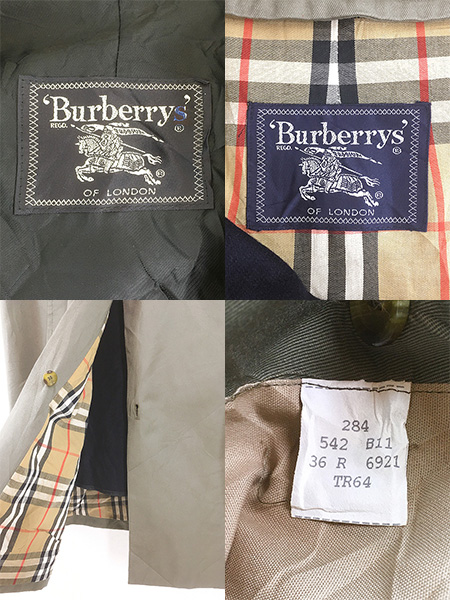 'Burberrys'
REGD.
®
®
OF LONDON
'Burberrys'
REGD.
®
®
OF LONDON
284
542 B11
36 R 6921
TR64